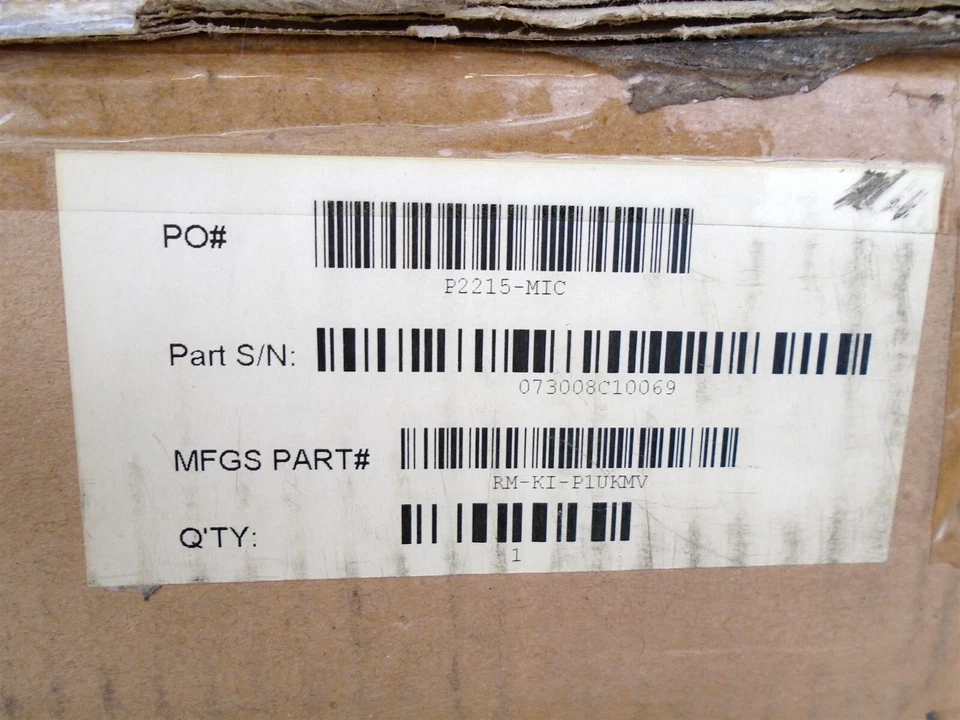 PO#
P2215-MIC
Part S/N:
073008C10069
MFGS PART#
RM-KI-P1UKMV
Q'TY:
1